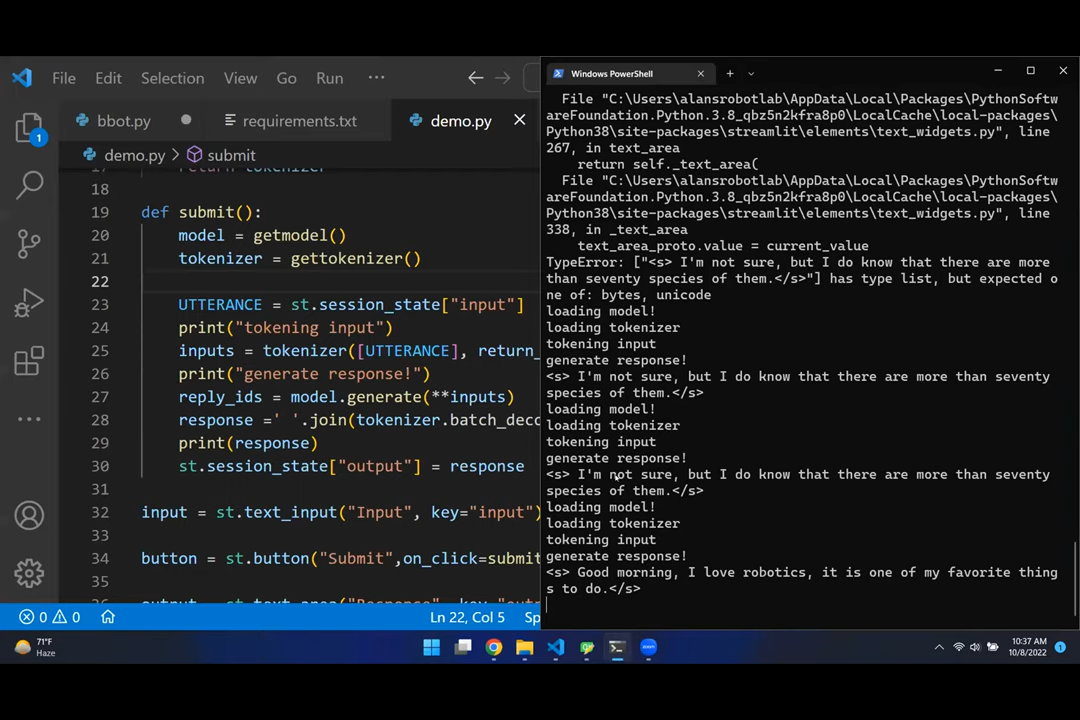 File Edit Selection View Go Run ···
bbot.py
requirements.txt
demo.py
demo.py > submit
1
17 return tokenizer
18
19 def submit():
20 model = getmodel()
21 tokenizer = gettokenizer()
22
23 UTTERANCE = st.session_state["input"]
24 print("tokening input")
25 inputs = tokenizer([UTTERANCE], return_
26 print("generate response!")
27 reply_ids = model.generate(**inputs)
28 response =' '.join(tokenizer.batch_deco
29 print(response)
30 st.session_state["output"] = response
31
32 input = st.text_input("Input", key="input")
33
34 button = st.button("Submit",on_click=submit
35
0 0 Ln 22, Col 5 Sp
Windows PowerShell
File "C:\Users\alansrobotlab\AppData\Local\Packages\PythonSoftw
areFoundation.Python.3.8_qbz5n2kfra8p0\LocalCache\local-packages\
Python38\site-packages\streamlit\elements\text_widgets.py", line
267, in text_area
return self._text_area(
File "C:\Users\alansrobotlab\AppData\Local\Packages\PythonSoftw
areFoundation.Python.3.8_qbz5n2kfra8p0\LocalCache\local-packages\
Python38\site-packages\streamlit\elements\text_widgets.py", line
338, in _text_area
text_area_proto.value = current_value
TypeError: ["<s> I'm not sure, but I do know that there are more
than seventy species of them.</s>"] has type list, but expected o
ne of: bytes, unicode
loading model!
loading tokenizer
tokening input
generate response!
<s> I'm not sure, but I do know that there are more than seventy
species of them.</s>
loading model!
loading tokenizer
tokening input
generate response!
<s> I'm not sure, but I do know that there are more than seventy
species of them.</s>
loading model!
loading tokenizer
tokening input
generate response!
<s> Good morning, I love robotics, it is one of my favorite thing
s to do.</s>
71°F
Haze
zoom
10:37 AM
10/8/2022
1